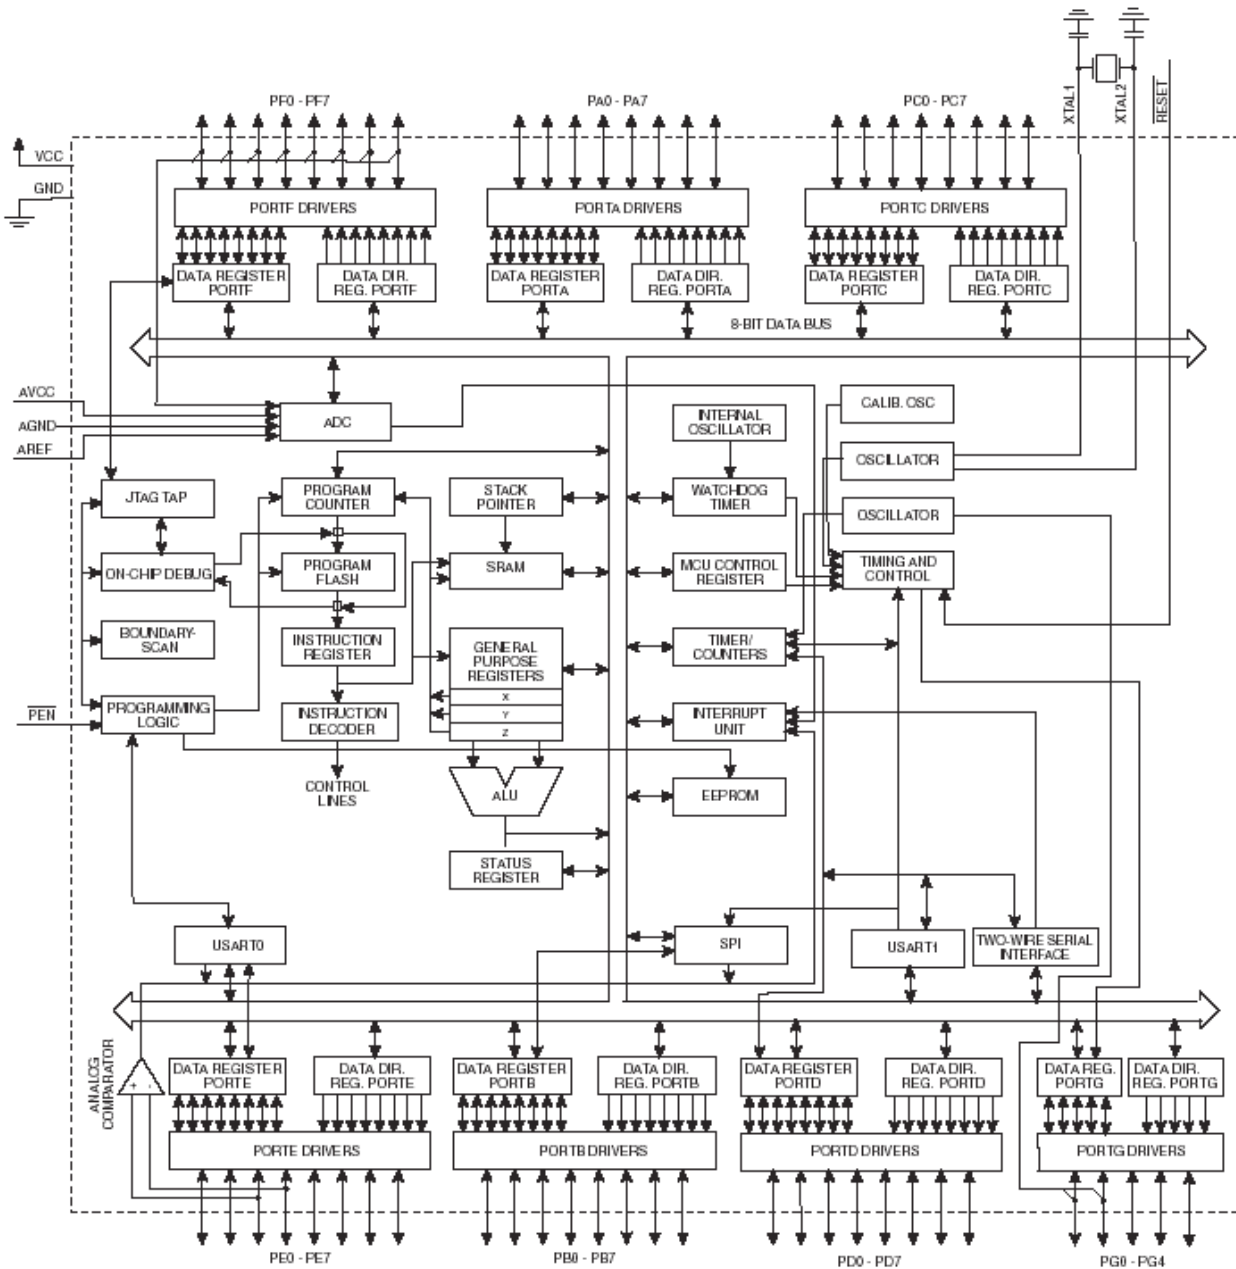 XTAL1
XTAL2
RESET
PF0 - PF7
PA0 - PA7
PC0 - PC7
VCC
GND
PORTF DRIVERS
PORTA DRIVERS
PORTC DRIVERS
DATA REGISTER
PORTF
DATA DIR.
REG. PORTF
DATA REGISTER
PORTA
DATA DIR.
REG. PORTA
DATA REGISTER
PORTC
DATA DIR.
REG. PORTC
8-BIT DATA BUS
AVCC
AGND
AREF
ADC
INTERNAL
OSCILLATOR
CALIB. OSC
OSCILLATOR
JTAG TAP
PROGRAM
COUNTER
STACK
POINTER
WATCHDOG
TIMER
OSCILLATOR
ON-CHIP DEBUG
PROGRAM
FLASH
SRAM
MCU CONTROL
REGISTER
TIMING AND
CONTROL
BOUNDARY-
SCAN
INSTRUCTION
REGISTER
GENERAL
PURPOSE
REGISTERS
X
Y
Z
TIMER/
COUNTERS
PEN
PROGRAMMING
LOGIC
INSTRUCTION
DECODER
INTERRUPT
UNIT
CONTROL
LINES
ALU
EEPROM
STATUS
REGISTER
USART0
SPI
USART1
TWO-WIRE SERIAL
INTERFACE
ANALOG
COMPARATOR
+ -
DATA REGISTER
PORTE
DATA DIR.
REG. PORTE
DATA REGISTER
PORTB
DATA DIR.
REG. PORTB
DATA REGISTER
PORTD
DATA DIR.
REG. PORTD
DATA REG.
PORTG
DATA DIR.
REG. PORTG
PORTE DRIVERS
PORTB DRIVERS
PORTD DRIVERS
PORTG DRIVERS
PE0 - PE7
PB0 - PB7
PD0 - PD7
PG0 - PG4